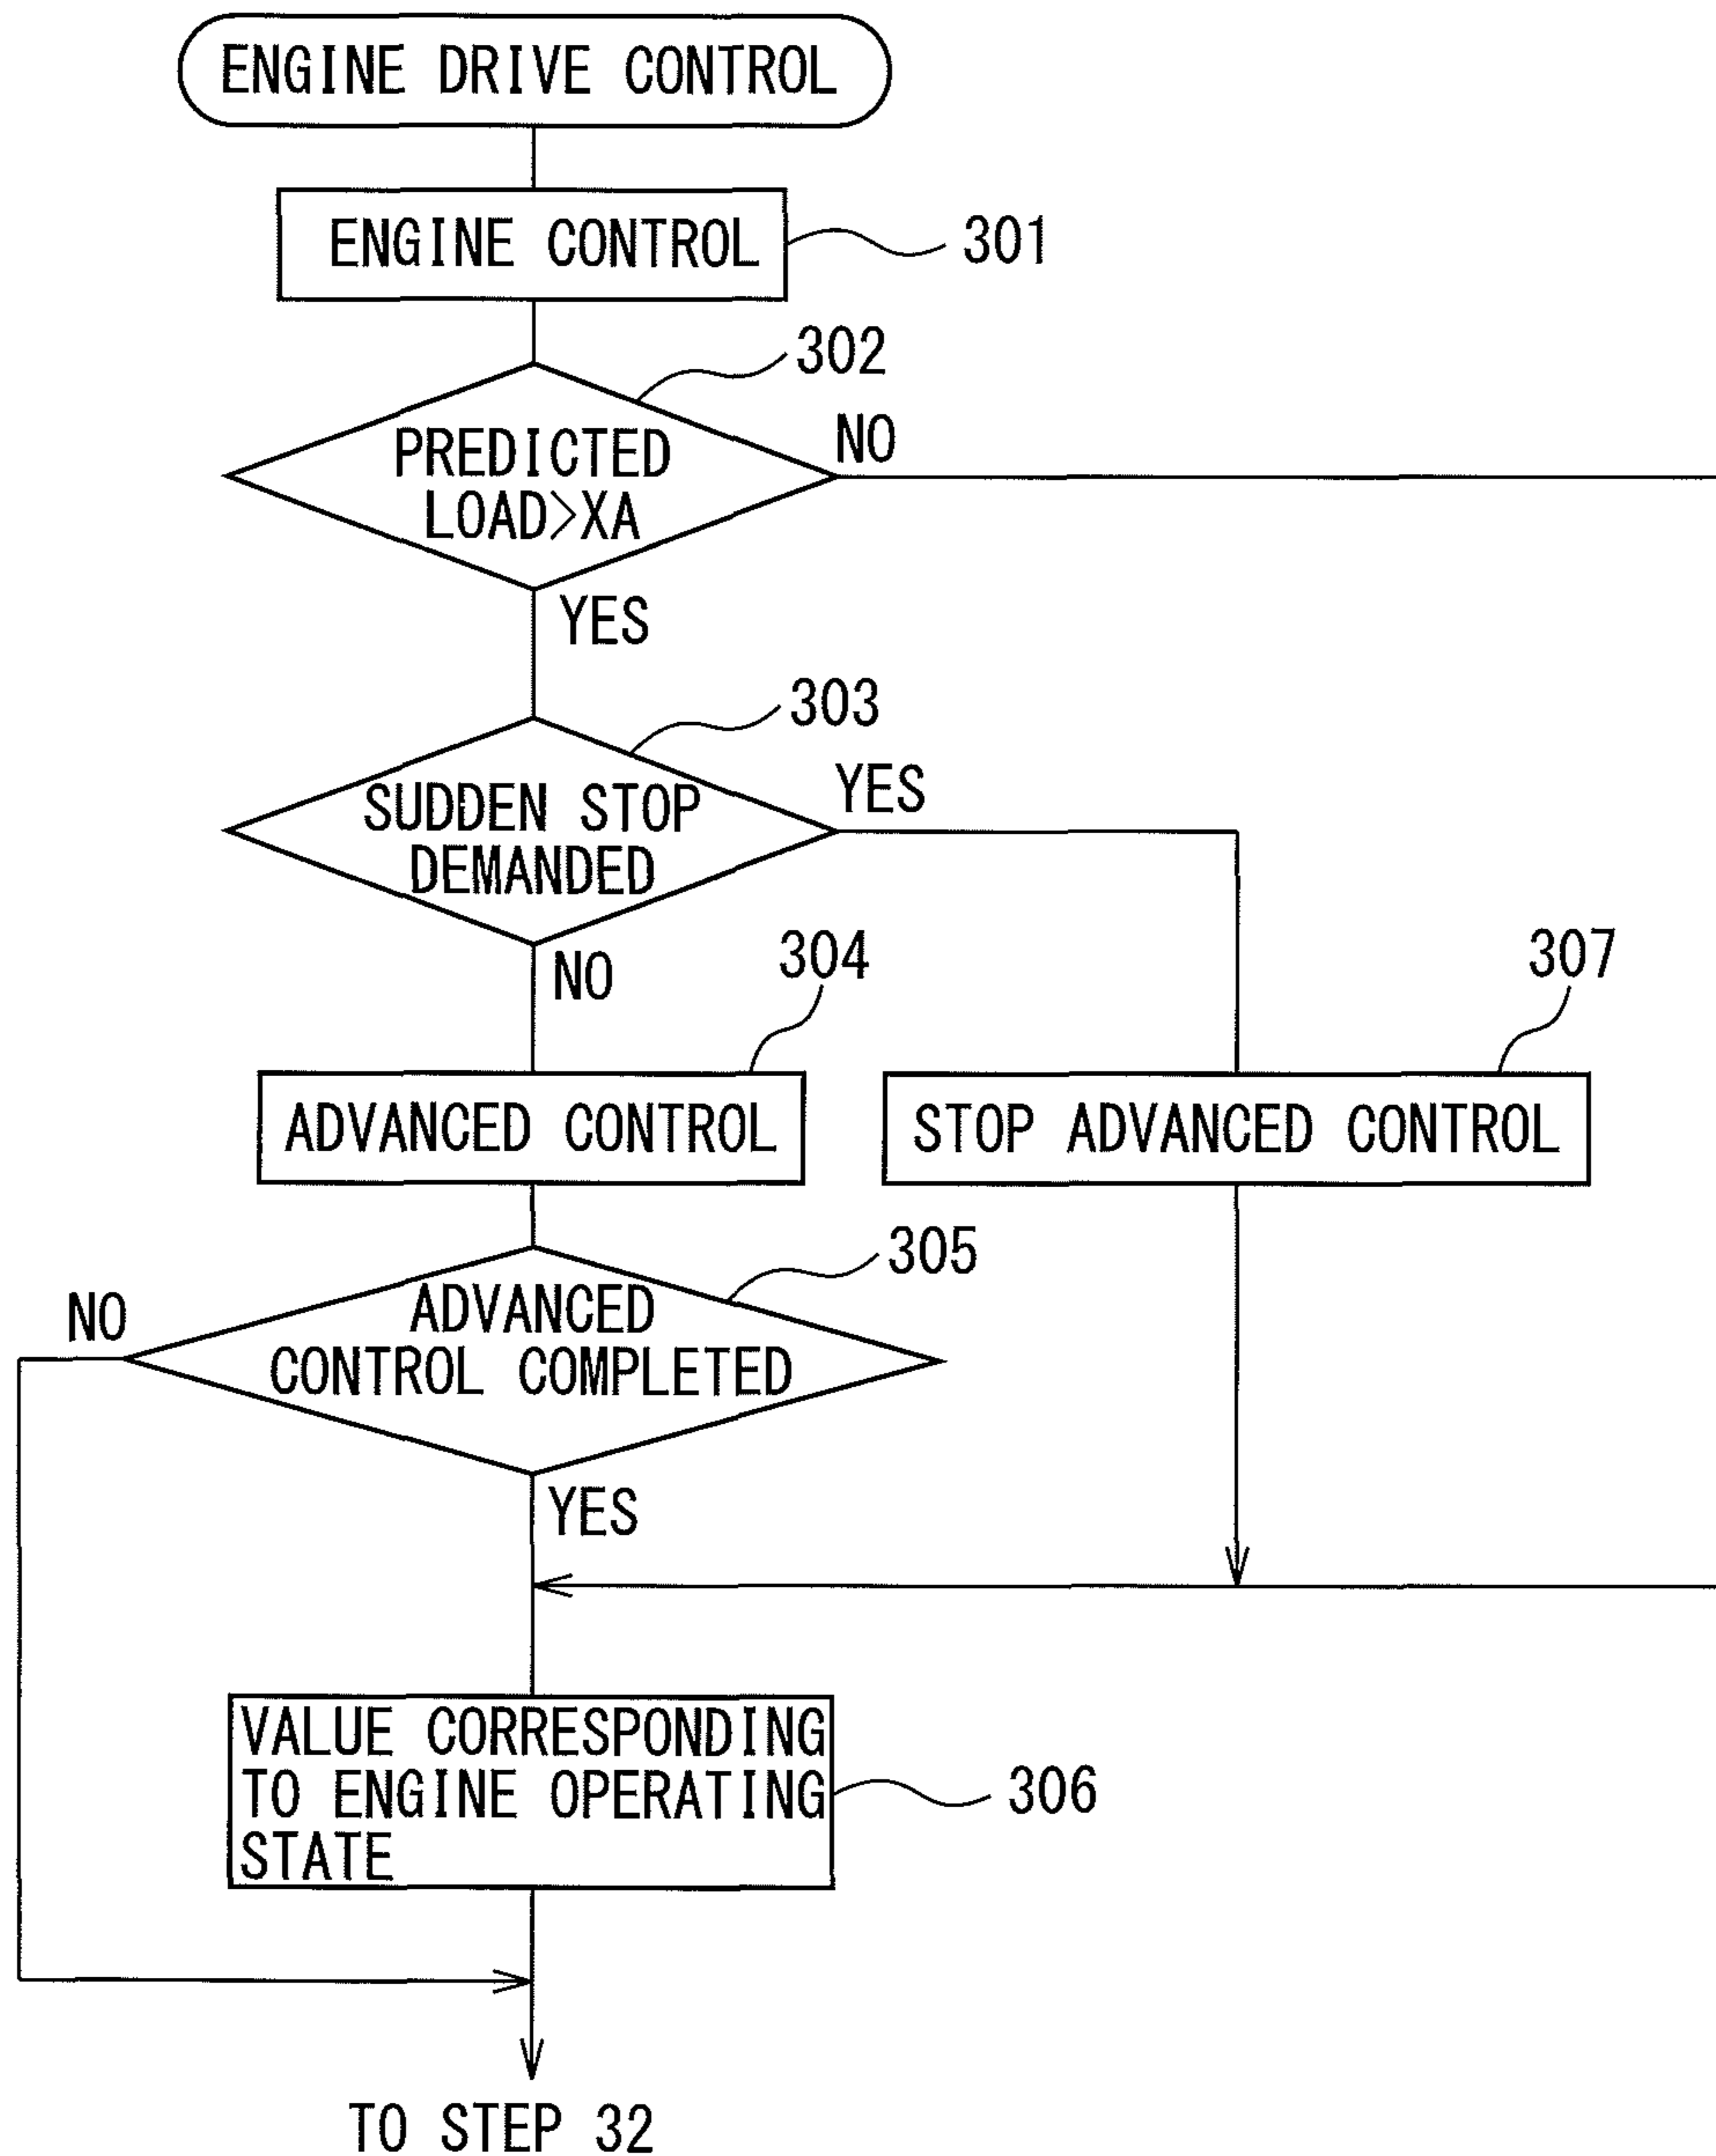 ENGINE DRIVE CONTROL
ENGINE CONTROL
301
302
PREDICTED
LOAD>XA
NO
YES
303
SUDDEN STOP
DEMANDED
YES
NO
304
307
ADVANCED CONTROL
STOP ADVANCED CONTROL
305
NO
ADVANCED
CONTROL COMPLETED
YES
VALUE CORRESPONDING
TO ENGINE OPERATING
STATE
306
TO STEP 32